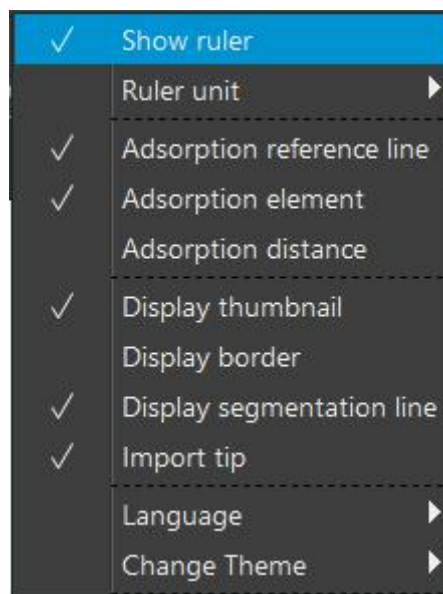 Show ruler
Ruler unit
Adsorption reference line
Adsorption element
Adsorption distance
Display thumbnail
Display border
Display segmentation line
Import tip
Language
Change Theme